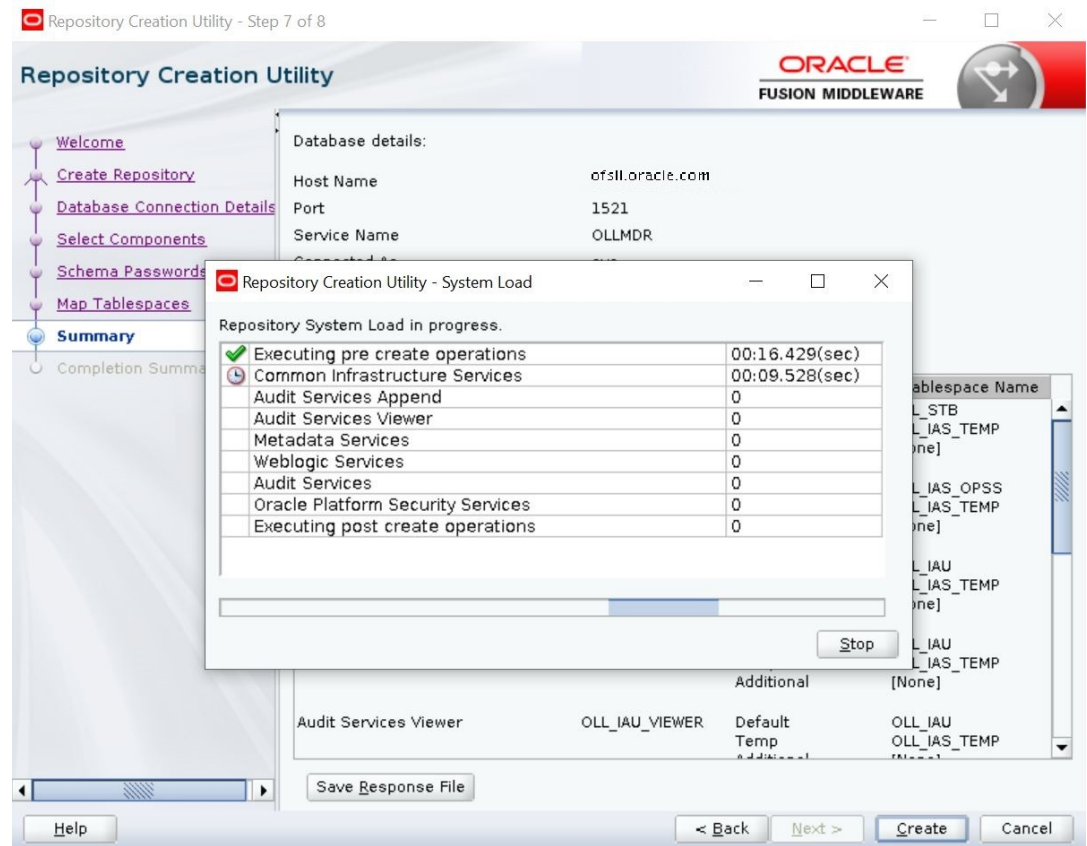 Repository Creation Utility - Step 7 of 8
Repository Creation Utility
ORACLE
FUSION MIDDLEWARE
Welcome
Create Repository
Database Connection Details
Select Components
Schema Passwords
Map Tablespaces
Summary
Completion Summa
Database details:
Host Name ofsll.oracle.com
Port 1521
Service Name OLLMDR
Repository Creation Utility - System Load
Repository System Load in progress.
Executing pre create operations 00:16.429(sec)
Common Infrastructure Services 00:09.528(sec)
Audit Services Append 0
Audit Services Viewer 0
Metadata Services 0
Weblogic Services 0
Audit Services 0
Oracle Platform Security Services 0
Executing post create operations 0
Stop
ablespace Name
L_STB
L_IAS_TEMP
one]
L_IAS_OPSS
L_IAS_TEMP
one]
L_IAU
L_IAS_TEMP
one]
L_IAU
L_IAS_TEMP
Additional [None]
Audit Services Viewer OLL_IAU_VIEWER Default OLL_IAU
Temp OLL_IAS_TEMP
Save Response File
Help
< Back
Next >
Create
Cancel